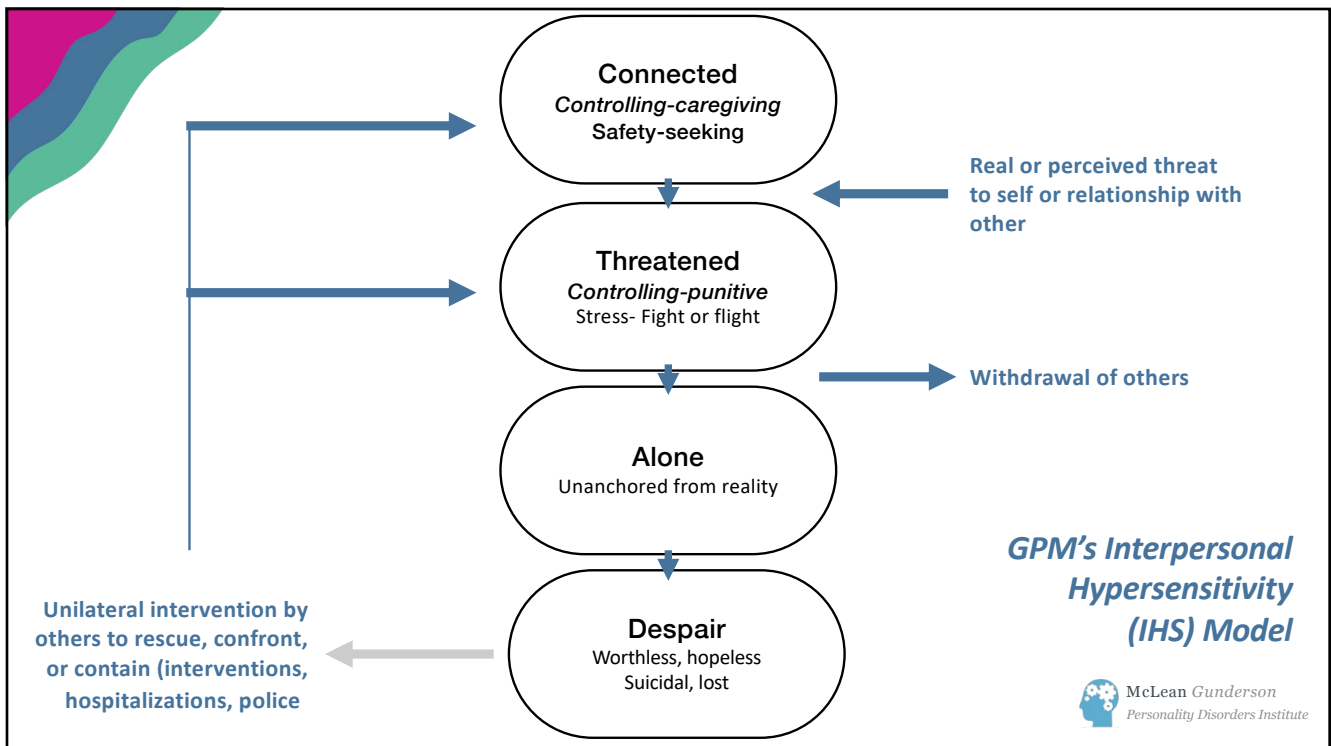 Connected
Controlling-caregiving
Safety-seeking
Real or perceived threat
to self or relationship with
other
Threatened
Controlling-punitive
Stress- Fight or flight
Withdrawal of others
Alone
Unanchored from reality
GPM’s Interpersonal
Hypersensitivity
(IHS) Model
Unilateral intervention by
others to rescue, confront,
or contain (interventions,
hospitalizations, police
Despair
Worthless, hopeless
Suicidal, lost
McLean Gunderson
Personality Disorders Institute